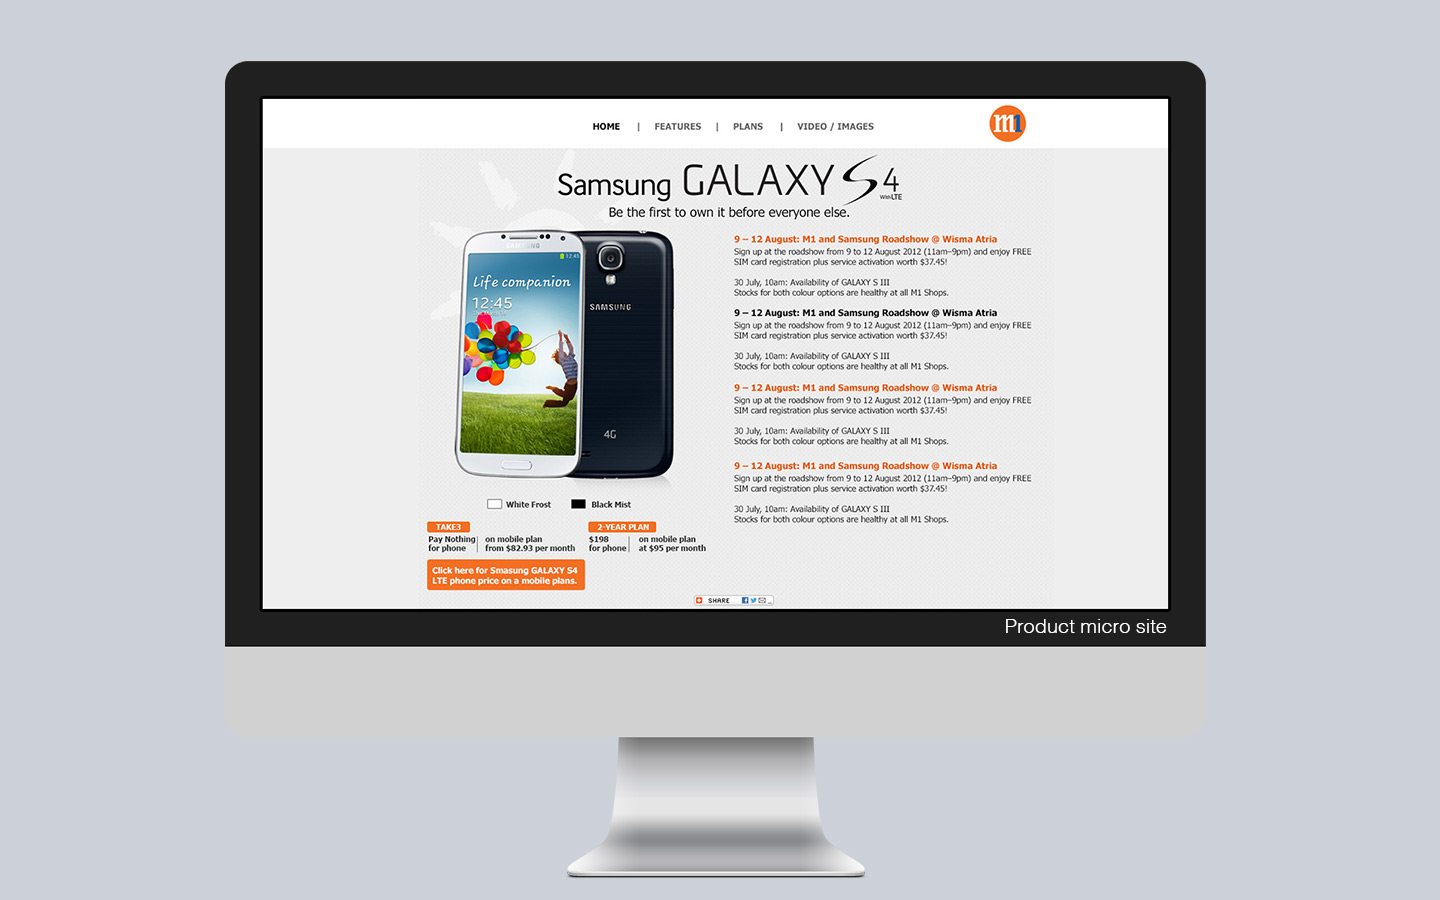 HOME | FEATURES | PLANS | VIDEO / IMAGES
m1
Samsung GALAXY S4
With LTE
Be the first to own it before everyone else.
SAMSUNG
12:45
Life companion
12:45
SAMSUNG
4G
White Frost
Black Mist
TAKE3
Pay Nothing
for phone
on mobile plan
from $82.93 per month
2-YEAR PLAN
$198
for phone
on mobile plan
at $95 per month
Click here for Smasung GALAXY S4
LTE phone price on a mobile plans.
9 – 12 August: M1 and Samsung Roadshow @ Wisma Atria
Sign up at the roadshow from 9 to 12 August 2012 (11am–9pm) and enjoy FREE
SIM card registration plus service activation worth $37.45!
30 July, 10am: Availability of GALAXY S III
Stocks for both colour options are healthy at all M1 Shops.
9 – 12 August: M1 and Samsung Roadshow @ Wisma Atria
Sign up at the roadshow from 9 to 12 August 2012 (11am–9pm) and enjoy FREE
SIM card registration plus service activation worth $37.45!
30 July, 10am: Availability of GALAXY S III
Stocks for both colour options are healthy at all M1 Shops.
9 – 12 August: M1 and Samsung Roadshow @ Wisma Atria
Sign up at the roadshow from 9 to 12 August 2012 (11am–9pm) and enjoy FREE
SIM card registration plus service activation worth $37.45!
30 July, 10am: Availability of GALAXY S III
Stocks for both colour options are healthy at all M1 Shops.
9 – 12 August: M1 and Samsung Roadshow @ Wisma Atria
Sign up at the roadshow from 9 to 12 August 2012 (11am–9pm) and enjoy FREE
SIM card registration plus service activation worth $37.45!
30 July, 10am: Availability of GALAXY S III
Stocks for both colour options are healthy at all M1 Shops.
SHARE
Product micro site